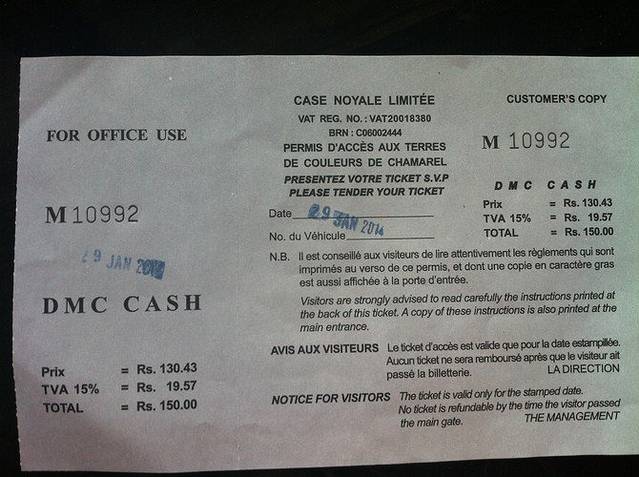 FOR OFFICE USE
M 10992
29 JAN 2014
DMC CASH
Prix = Rs. 130.43
TVA 15% = Rs. 19.57
TOTAL = Rs. 150.00
CASE NOYALE LIMITÉE
VAT REG. NO. : VAT20018380
BRN : C06002444
PERMIS D'ACCÈS AUX TERRES
DE COULEURS DE CHAMAREL
PRESENTEZ VOTRE TICKET S.V.P
PLEASE TENDER YOUR TICKET
Date 29 JAN 2014
No. du Véhicule
CUSTOMER'S COPY
M 10992
DMC CASH
Prix = Rs. 130.43
TVA 15% = Rs. 19.57
TOTAL = Rs. 150.00
N.B. Il est conseillé aux visiteurs de lire attentivement les règlements qui sont
imprimés au verso de ce permis, et dont une copie en caractère gras
est aussi affichée à la porte d'entrée.
Visitors are strongly advised to read carefully the instructions printed at
the back of this ticket. A copy of these instructions is also printed at the
main entrance.
AVIS AUX VISITEURS Le ticket d'accès est valide que pour la date estampillée.
Aucun ticket ne sera remboursé après que le visiteur ait
passé la billetterie. LA DIRECTION
NOTICE FOR VISITORS The ticket is valid only for the stamped date.
No ticket is refundable by the time the visitor passed
the main gate. THE MANAGEMENT